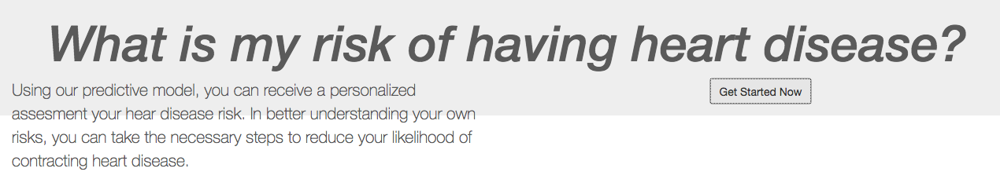 What is my risk of having heart disease?
Using our predictive model, you can receive a personalized
assesment your hear disease risk. In better understanding your own
risks, you can take the necessary steps to reduce your likelihood of
contracting heart disease.
Get Started Now